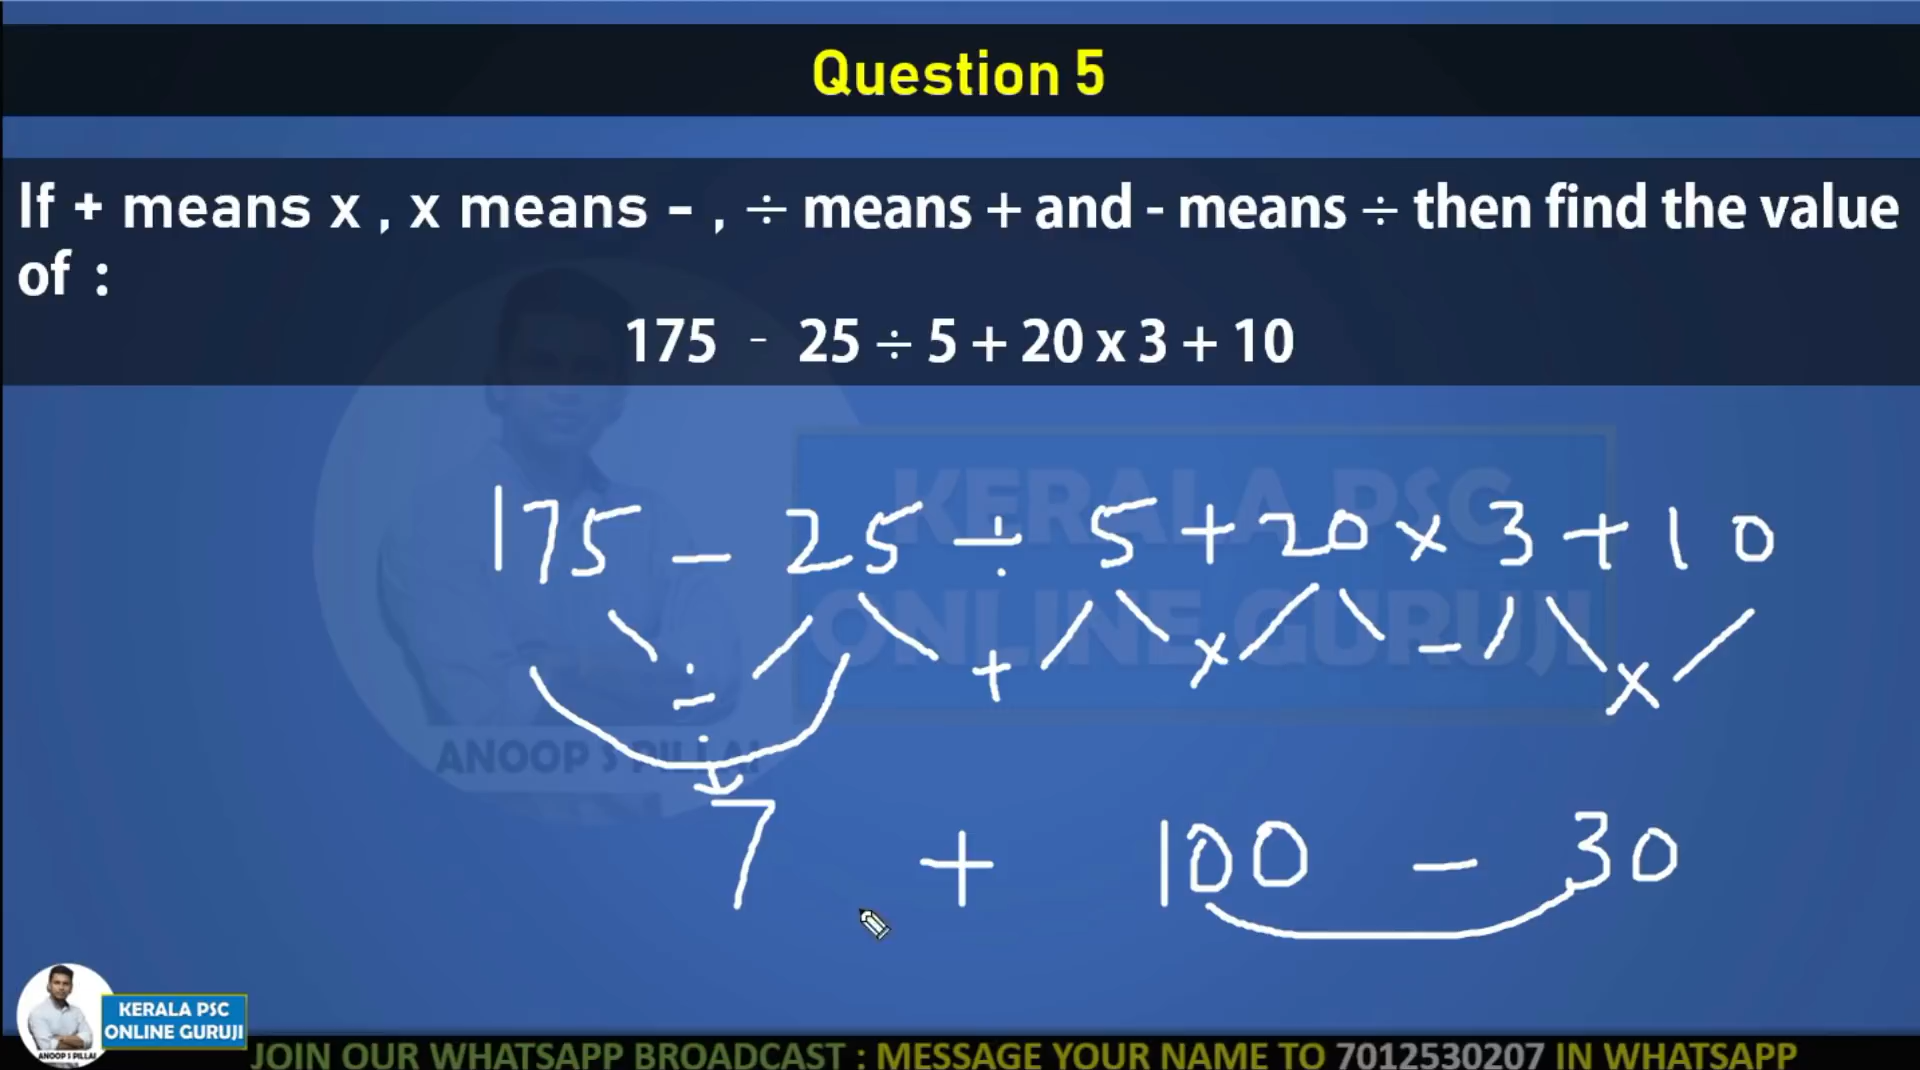 Question 5
If + means x , x means - , ÷ means + and - means ÷ then find the value
of :
175 - 25 ÷ 5 + 20 x 3 + 10
KERALA PSC
ONLINE GURUJI
175 - 25 ÷ 5 + 20 x 3 + 10
÷ + x - x
ANOOP S PILLAI
7 + 100 - 30
KERALA PSC
ONLINE GURUJI
ANOOP S PILLAI
JOIN OUR WHATSAPP BROADCAST : MESSAGE YOUR NAME TO 7012530207 IN WHATSAPP